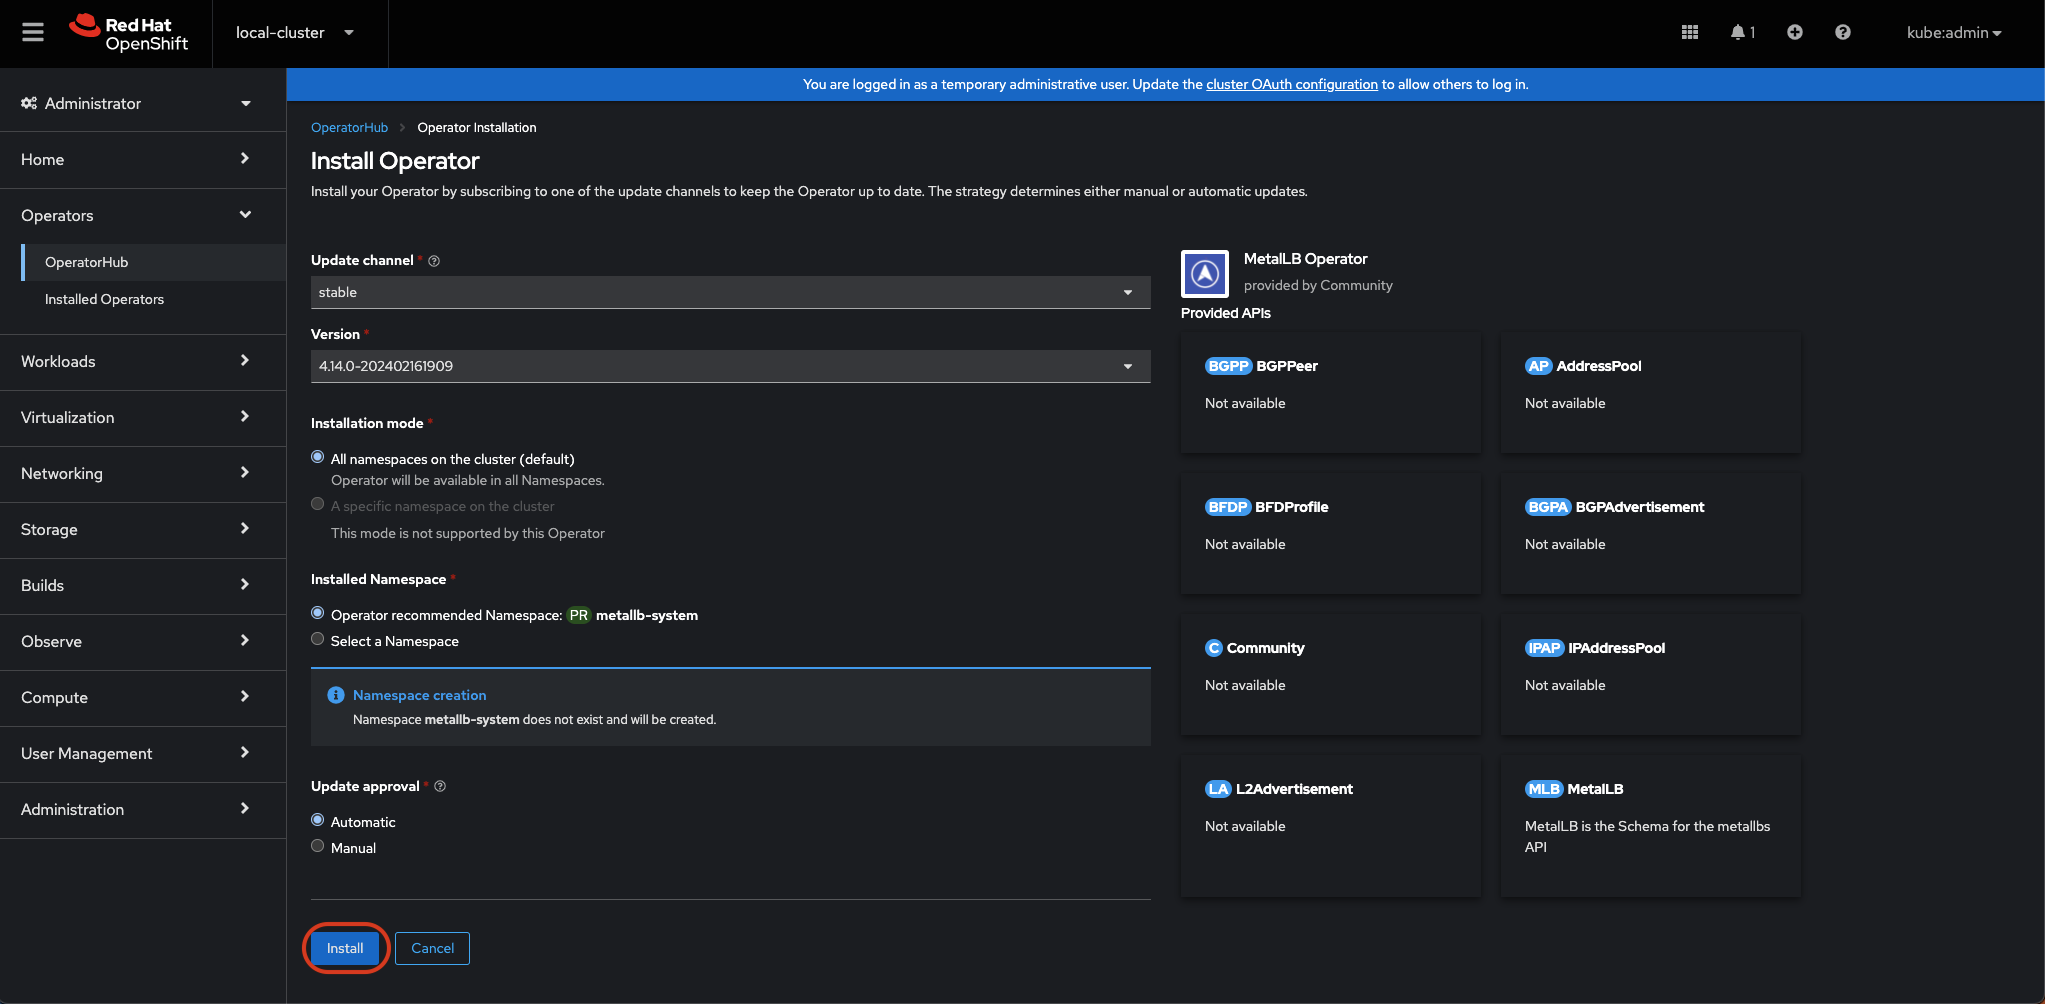 Red Hat
OpenShift
local-cluster
1
kube:admin
You are logged in as a temporary administrative user. Update the cluster OAuth configuration to allow others to log in.
Administrator
Home
Operators
OperatorHub
Installed Operators
Workloads
Virtualization
Networking
Storage
Builds
Observe
Compute
User Management
Administration
OperatorHub > Operator Installation
Install Operator
Install your Operator by subscribing to one of the update channels to keep the Operator up to date. The strategy determines either manual or automatic updates.
Update channel *
stable
Version *
4.14.0-202402161909
Installation mode *
All namespaces on the cluster (default)
Operator will be available in all Namespaces.
A specific namespace on the cluster
This mode is not supported by this Operator
Installed Namespace *
Operator recommended Namespace: PR metallb-system
Select a Namespace
Namespace creation
Namespace metallb-system does not exist and will be created.
Update approval *
Automatic
Manual
Install Cancel
MetalLB Operator
provided by Community
Provided APIs
BGPP BGPPeer
Not available
AP AddressPool
Not available
BFDP BFDProfile
Not available
BGPA BGPAdvertisement
Not available
C Community
Not available
IPAP IPAddressPool
Not available
LA L2Advertisement
Not available
MLB MetalLB
MetalLB is the Schema for the metallbs
API